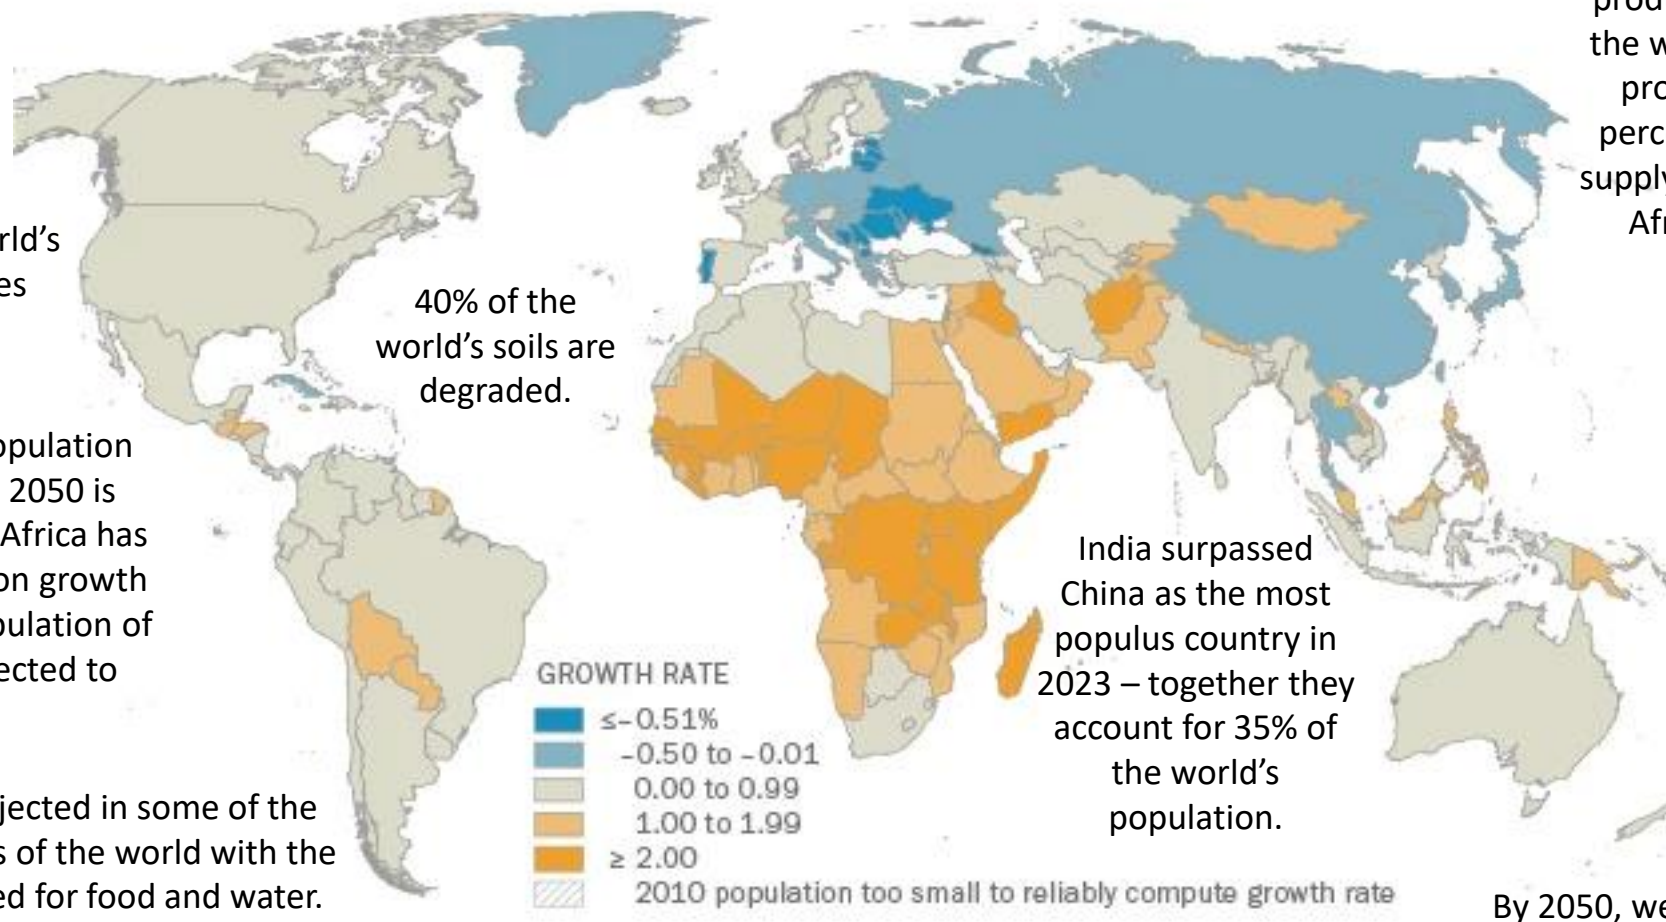 the w
perc
supply
Afr
rld's
es
40% of the
world's soils are
degraded.
opulation
2050 is
Africa has
on growth
pulation of
ected to
India surpassed
China as the most
populus country in
2023 – together they
account for 35% of
the world's
population.
jected in some of the
s of the world with the
ed for food and water.
GROWTH RATE
≤−0.51%
−0.50 to −0.01
0.00 to 0.99
1.00 to 1.99
≥ 2.00
2010 population too small to reliably compute growth rate
By 2050, we